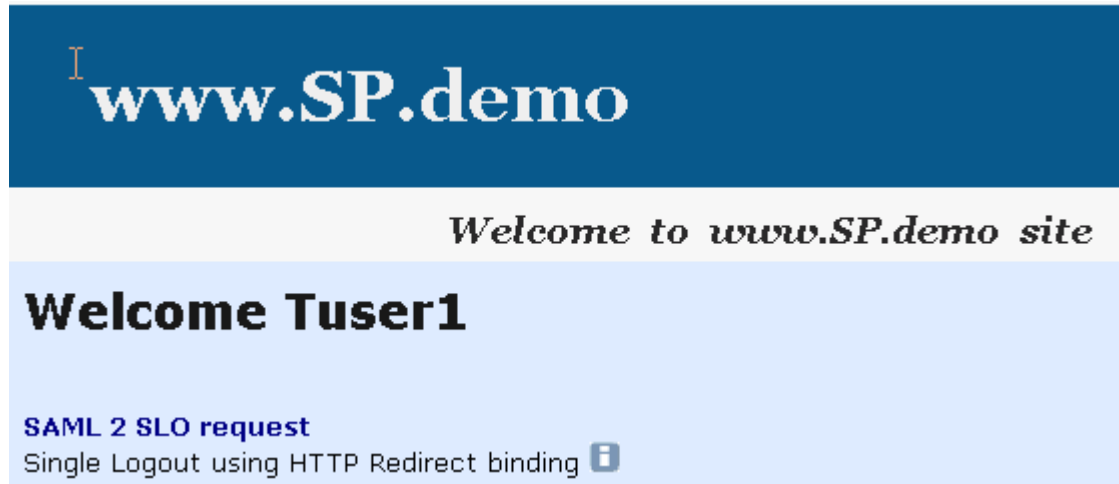 www.SP.demo
Welcome to www.SP.demo site
Welcome Tuser1
SAML 2 SLO request
Single Logout using HTTP Redirect binding